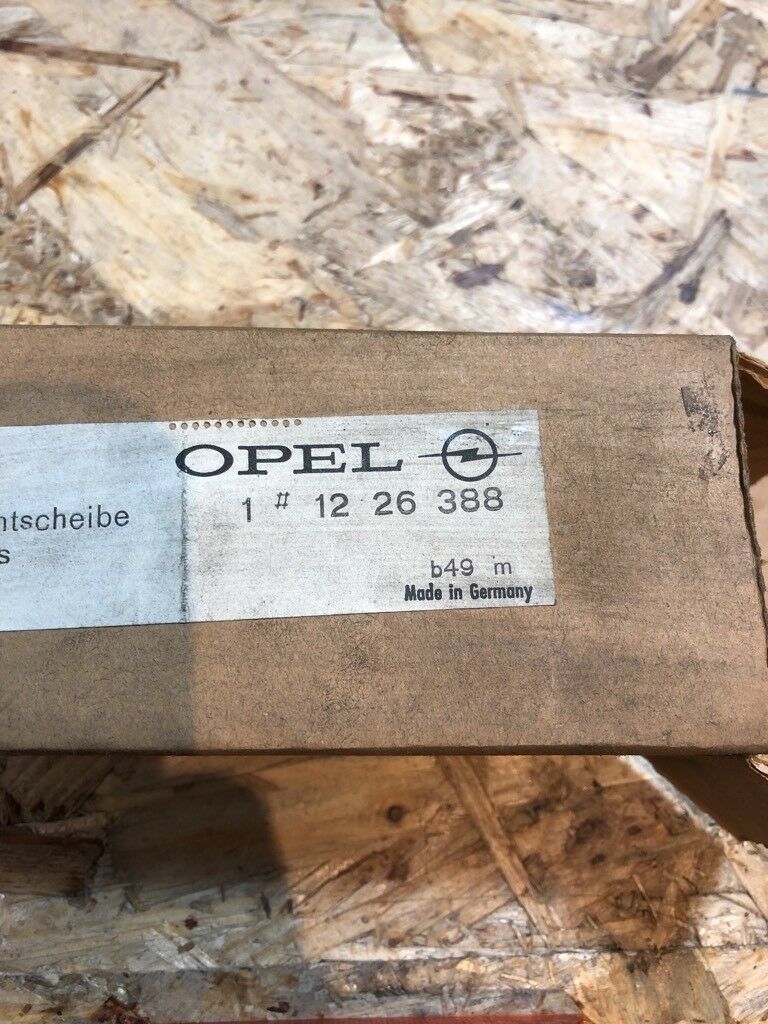 OPEL
1 # 12 26 388
ntscheibe
s
b49 m
Made in Germany